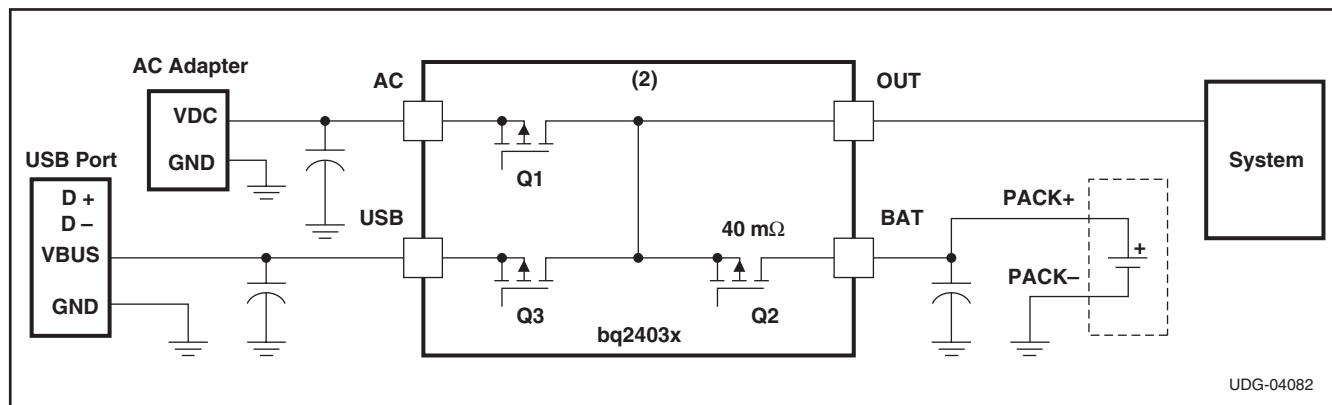 AC Adapter
VDC
GND
USB Port
D +
D –
VBUS
GND
AC
USB
(2)
Q1
Q3
40 mΩ
Q2
bq2403x
OUT
BAT
PACK+
+
PACK–
System
UDG-04082